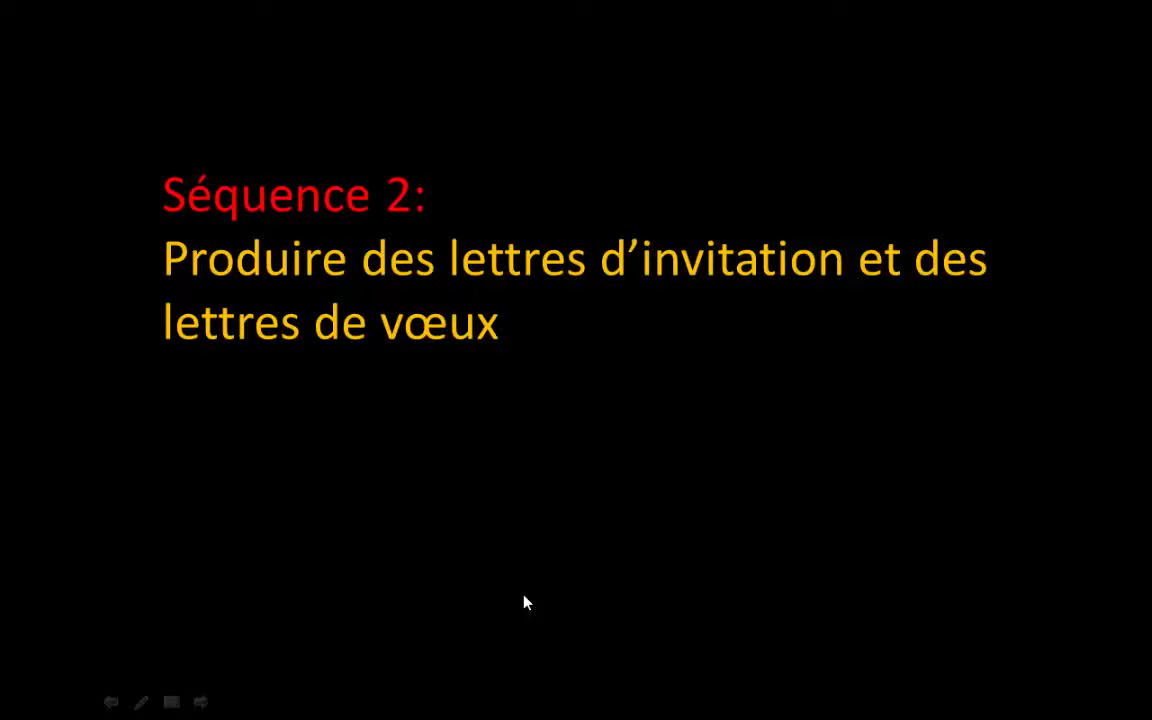 Séquence 2:
Produire des lettres d’invitation et des
lettres de vœux